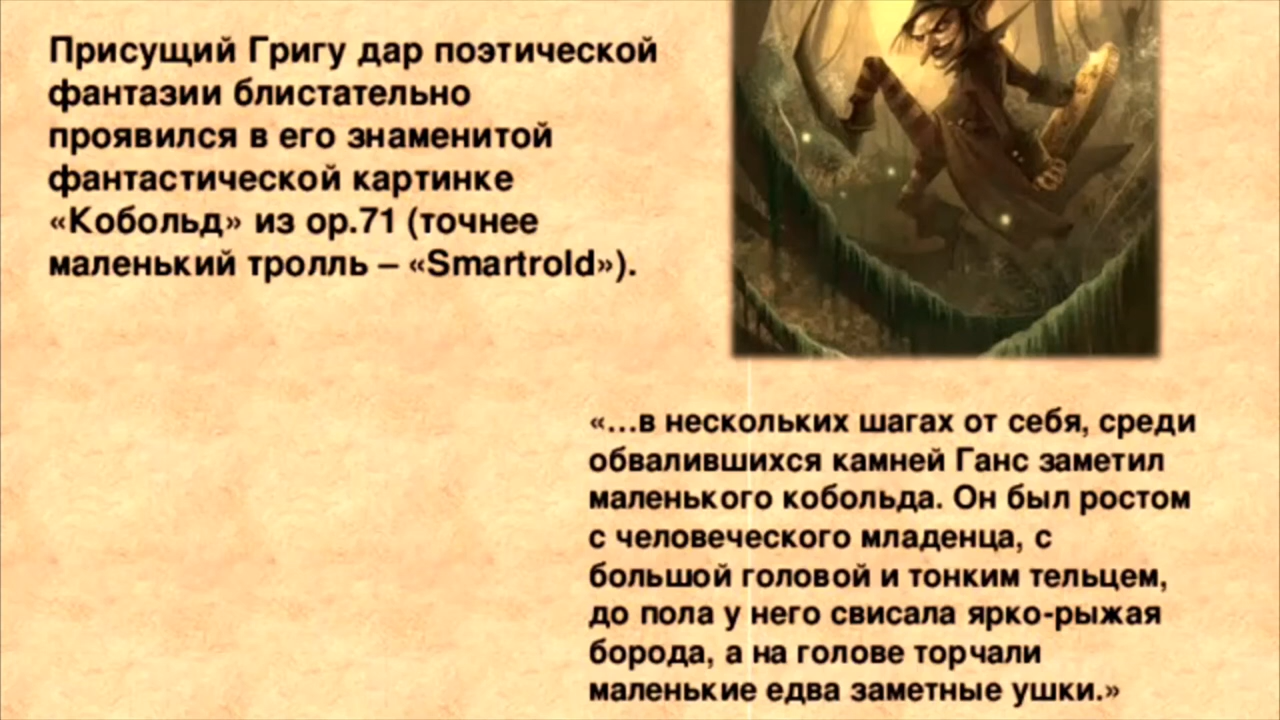 Присущий Григу дар поэтической
фантазии блистательно
проявился в его знаменитой
фантастической картинке
«Кобольд» из ор.71 (точнее
маленький тролль – «Smartrold»).
«…в нескольких шагах от себя, среди
обвалившихся камней Ганс заметил
маленького кобольда. Он был ростом
с человеческого младенца, с
большой головой и тонким тельцем,
до пола у него свисала ярко-рыжая
борода, а на голове торчали
маленькие едва заметные ушки.»